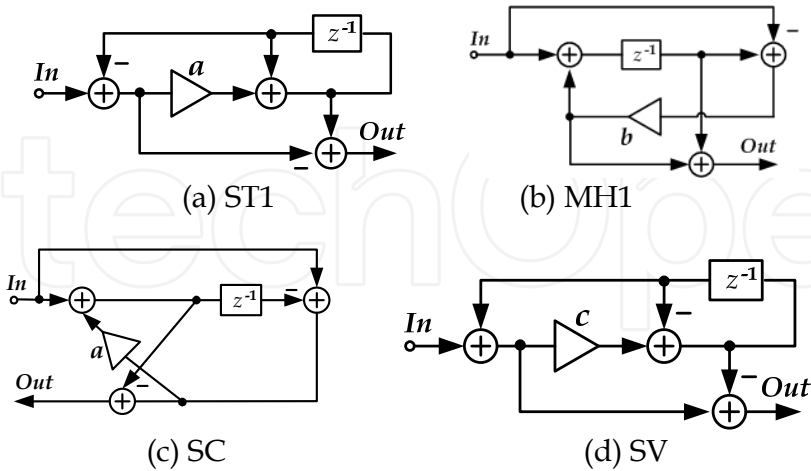 z⁻¹
a
In
Out
(a) ST1
In
z⁻¹
b
Out
(b) MH1
In
z⁻¹
a
Out
(c) SC
z⁻¹
In
c
Out
(d) SV